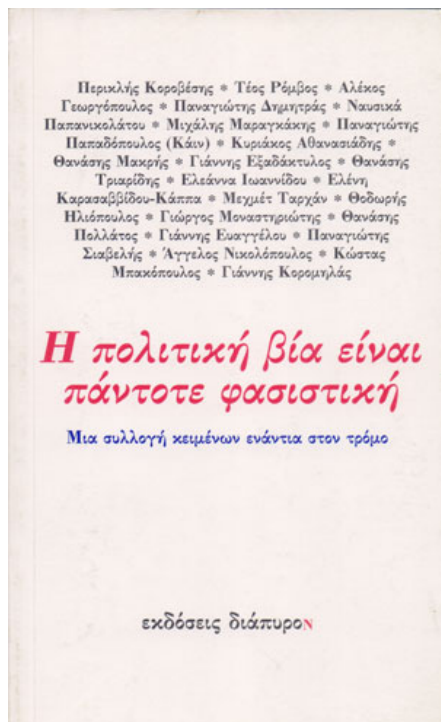 Περικλής Κοροβέσης * Τέος Ρόμβος * Αλέκος
Γεωργόπουλος * Παναγιώτης Δημητράς * Ναυσικά
Παπανικολάτου * Μιχάλης Μαραγκάκης * Παναγιώτης
Παπαδόπουλος (Κάιν) * Κυριάκος Αθανασιάδης *
Θανάσης Μακρής * Γιάννης Εξαδάκτυλος * Θανάσης
Τριαρίδης * Ελεάννα Ιωαννίδου * Ελένη
Καρασαββίδου-Κάππα * Μεχμέτ Ταρχάν * Θοδωρής
Ηλιόπουλος * Γιώργος Μοναστηριώτης * Θανάσης
Πολλάτος * Γιάννης Ευαγγέλου * Παναγιώτης
Σιαβελής * Άγγελος Νικολόπουλος * Κώστας
Μπακόπουλος * Γιάννης Κορομηλάς
Η πολιτική βία είναι
πάντοτε φασιστική
Μια συλλογή κειμένων ενάντια στον τρόμο
εκδόσεις διάπυροΝ